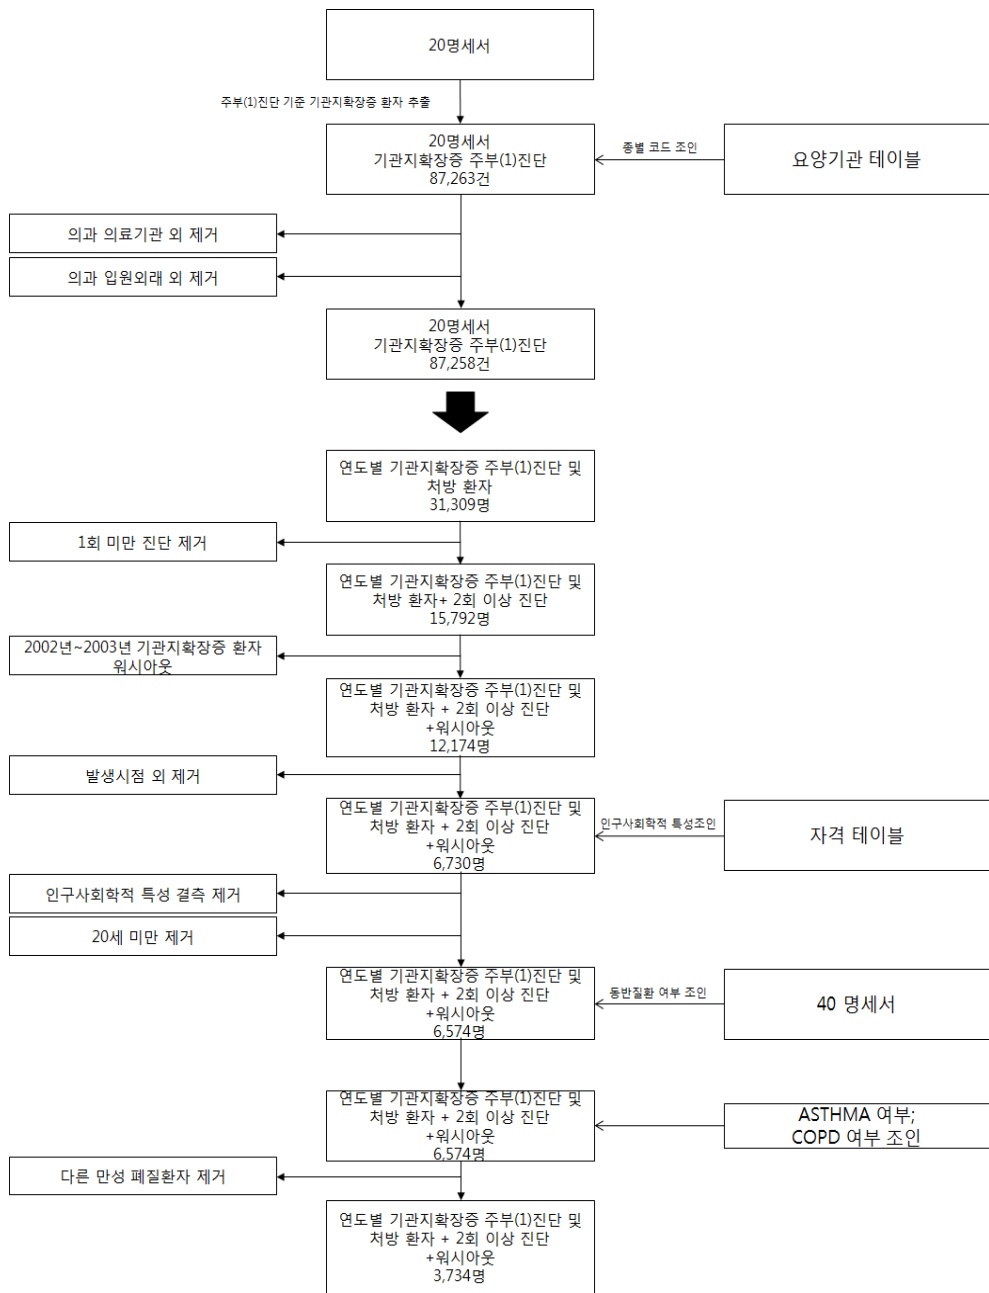 20명세서
주부(1)진단 기준 기관지확장증 환자 추출
20명세서
기관지확장증 주부(1)진단
87,263건
종별 코드 조인
요양기관 테이블
의과 의료기관 외 제거
의과 입원외래 외 제거
20명세서
기관지확장증 주부(1)진단
87,258건
연도별 기관지확장증 주부(1)진단 및
처방 환자
31,309명
1회 미만 진단 제거
연도별 기관지확장증 주부(1)진단 및
처방 환자+ 2회 이상 진단
15,792명
2002년~2003년 기관지확장증 환자
워시아웃
연도별 기관지확장증 주부(1)진단 및
처방 환자 + 2회 이상 진단
+워시아웃
12,174명
발생시점 외 제거
연도별 기관지확장증 주부(1)진단 및
처방 환자 + 2회 이상 진단
+워시아웃
6,730명
인구사회학적 특성조인
자격 테이블
인구사회학적 특성 결측 제거
20세 미만 제거
연도별 기관지확장증 주부(1)진단 및
처방 환자 + 2회 이상 진단
+워시아웃
6,574명
동반질환 여부 조인
40 명세서
연도별 기관지확장증 주부(1)진단 및
처방 환자 + 2회 이상 진단
+워시아웃
6,574명
ASTHMA 여부;
COPD 여부 조인
다른 만성 폐질환자 제거
연도별 기관지확장증 주부(1)진단 및
처방 환자 + 2회 이상 진단
+워시아웃
3,734명